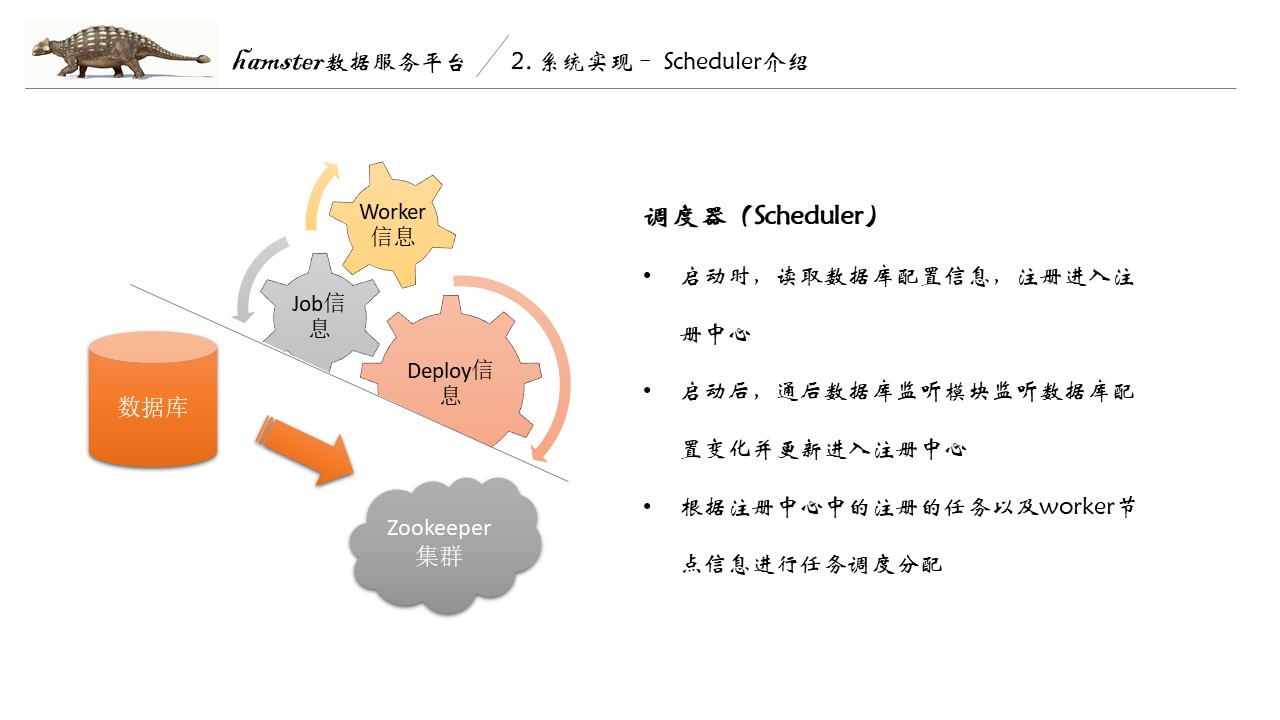 hamster数据服务平台
2. 系统实现- Scheduler介绍
Worker
信息
Job信
息
Deploy信
息
数据库
Zookeeper
集群
调度器（Scheduler）
• 启动时，读取数据库配置信息，注册进入注
册中心
• 启动后，通后数据库监听模块监听数据库配
置变化并更新进入注册中心
• 根据注册中心中的注册的任务以及worker节
点信息进行任务调度分配